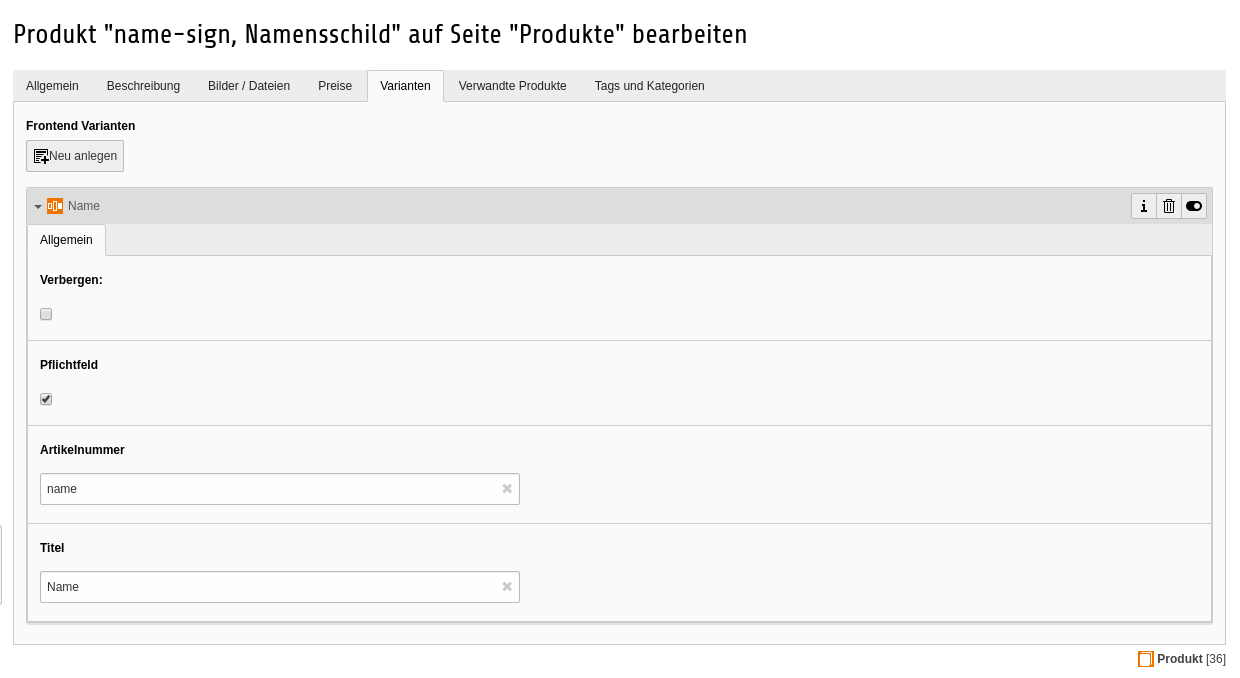 Produkt "name-sign, Namensschild" auf Seite "Produkte" bearbeiten
Allgemein Beschreibung Bilder / Dateien Preise Varianten Verwandte Produkte Tags und Kategorien
Frontend Varianten
Neu anlegen
Name
Allgemein
Verbergen:
Pflichtfeld
Artikelnummer
name
Titel
Name
Produkt [36]